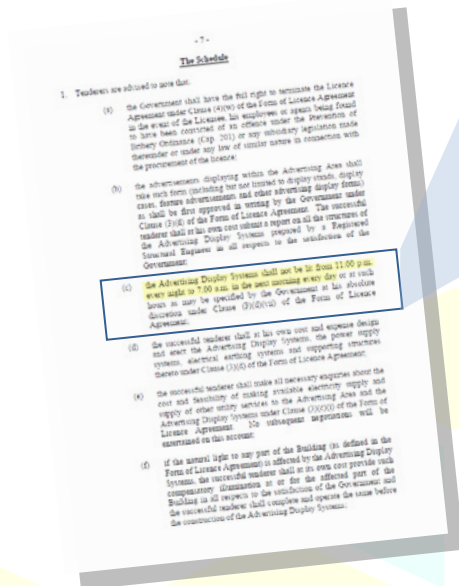 - 7 -
The Schedule
1. Tenderers are advised to note that:
(a) the Government shall have the full right to terminate the Licence
Agreement under Clause (4)(w) of the Form of Licence Agreement
in the event of the Licensee, his employees or agents being found
to have been convicted of an offence under the Prevention of
Bribery Ordinance (Cap. 201) or any subsidiary legislation made
thereunder or under any law of similar nature in connection with
the procurement of the licence;
(b) the advertisements displaying within the Advertising Area shall
take such form (including but not limited to display stands, display
cases, feature advertisements and other advertising display forms)
as shall be first approved in writing by the Government under
Clause (3)(d) of the Form of Licence Agreement. The successful
tenderer shall at his own cost submit a report on all the structures of
the Advertising Display Systems prepared by a Registered
Structural Engineer in all respects to the satisfaction of the
Government;
(c) the Advertising Display Systems shall not be lit from 11:00 p.m.
every night to 7:00 a.m. in the next morning every day or at such
hours as may be specified by the Government at his absolute
discretion under Clause of the Form of Licence
Agreement;
(d) the successful tenderer shall at his own cost and expense design
and erect the Advertising Display Systems, the power supply
systems, electrical earthing systems and supporting structures
thereto under Clause (3)(d) of the Form of Licence Agreement;
(e) the successful tenderer shall make all necessary enquiries about the
cost and feasibility of making available electricity supply and
supply of other utility services to the Advertising Area and the
Advertising Display Systems under Clause of the Form of
Licence Agreement. No subsequent negotiations will be
entertained on this account;
(f) if the natural light to any part of the Building (as defined in the
Form of Licence Agreement) is affected by the Advertising Display
Systems, the successful tenderer shall at its own cost provide such
compensatory illumination at or for the affected part of the
Building in all respects to the satisfaction of the Government and
the successful tenderer shall complete and operate the same before
the construction of the Advertising Display Systems;